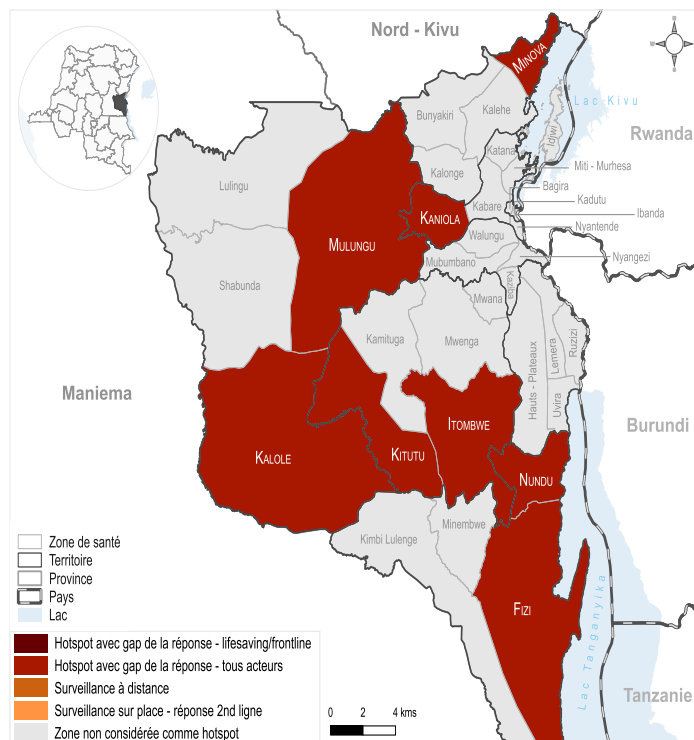 Nord - Kivu
MINOVA
Lac Kivu
Bunyakiri
Kalehe
Idjwi
Rwanda
Katana
Miti - Murhesa
Kalonge
Lulingu
Bagira
Kadutu
Kabare
Ibanda
KANIOLA
Nyantende
Walungu
MULUNGU
Nyangezi
Mubumbano
Kaziba
Shabunda
Mwana
Kamituga
Mwenga
Hauts - Plateaux
Lemera
Ruzizi
Maniema
Uvira
ITOMBWE
Burundi
KALOLE
KITUTU
NUNDU
Minembwe
Kimbi Lulenge
FIZI
Lac Tanganyika
Tanzanie
Zone de santé
Territoire
Province
Pays
Lac
Hotspot avec gap de la réponse - lifesaving/frontline
Hotspot avec gap de la réponse - tous acteurs
Surveillance à distance
Surveillance sur place - réponse 2nd ligne
Zone non considérée comme hotspot
0 2 4 kms